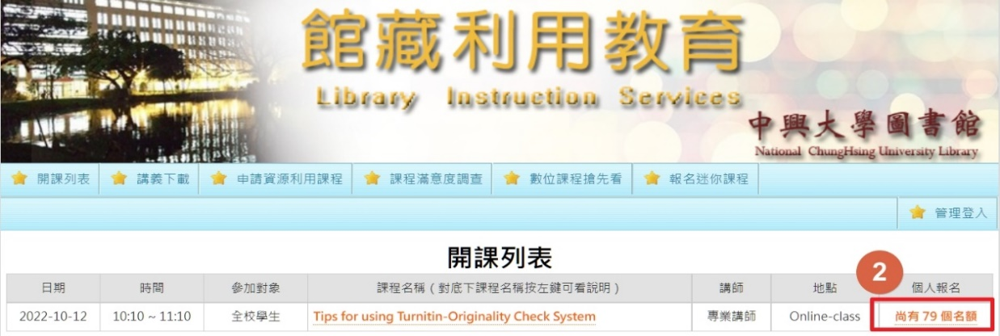 館藏利用教育
Library Instruction Services
中興大學圖書館
National ChungHsing University Library
開課列表 講義下載 申請資源利用課程 課程滿意度調查 數位課程搶先看 報名迷你課程
管理登入
開課列表
2
日期 時間 參加對象 課程名稱（對底下課程名稱按左鍵可看說明） 講師 地點 個人報名
2022-10-12 10:10 ~ 11:10 全校學生 Tips for using Turnitin-Originality Check System 專業講師 Online-class 尚有 79 個名額